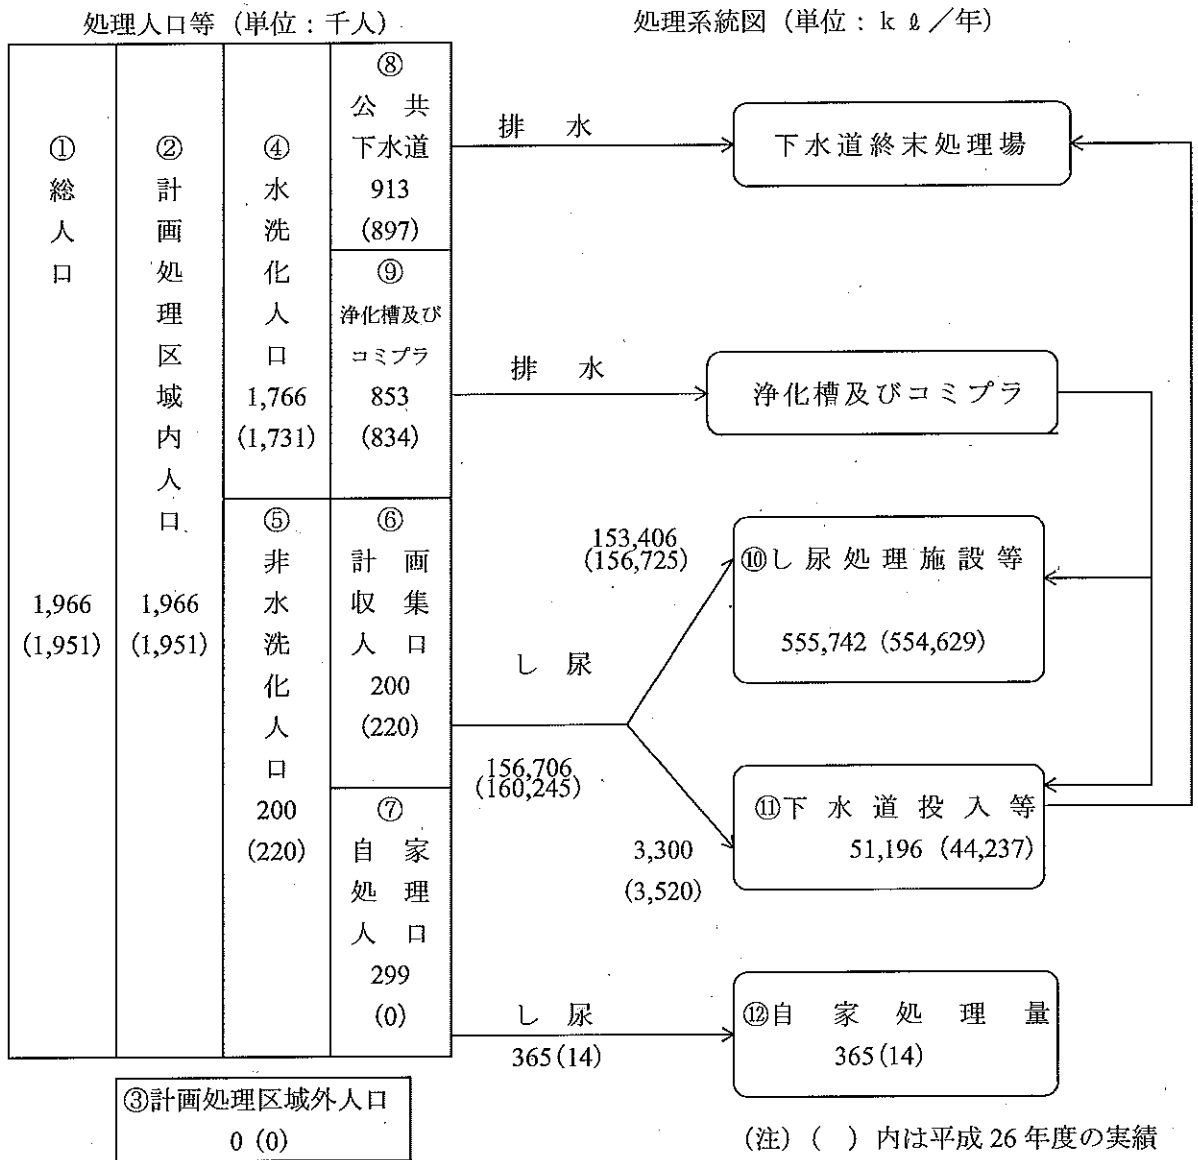 処理人口等（単位：千人）
処理系統図（単位：kℓ／年）
①総人口
1,966
(1,951)
②計画処理区域内人口
1,966
(1,951)
④水洗化人口
1,766
(1,731)
⑤非水洗化人口
200
(220)
⑧
公共
下水道
913
(897)
⑨
浄化槽及び
コミプラ
853
(834)
⑥
計画
収集
人口
200
(220)
⑦
自家
処理
人口
299
(0)
③計画処理区域外人口
0 (0)
排水
下水道終末処理場
排水
浄化槽及びコミプラ
し尿
156,706
(160,245)
153,406
(156,725)
⑩し尿処理施設等
555,742 (554,629)
3,300
(3,520)
⑪下水道投入等
51,196 (44,237)
し尿
365(14)
⑫自家処理量
365(14)
(注) (　) 内は平成 26 年度の実績